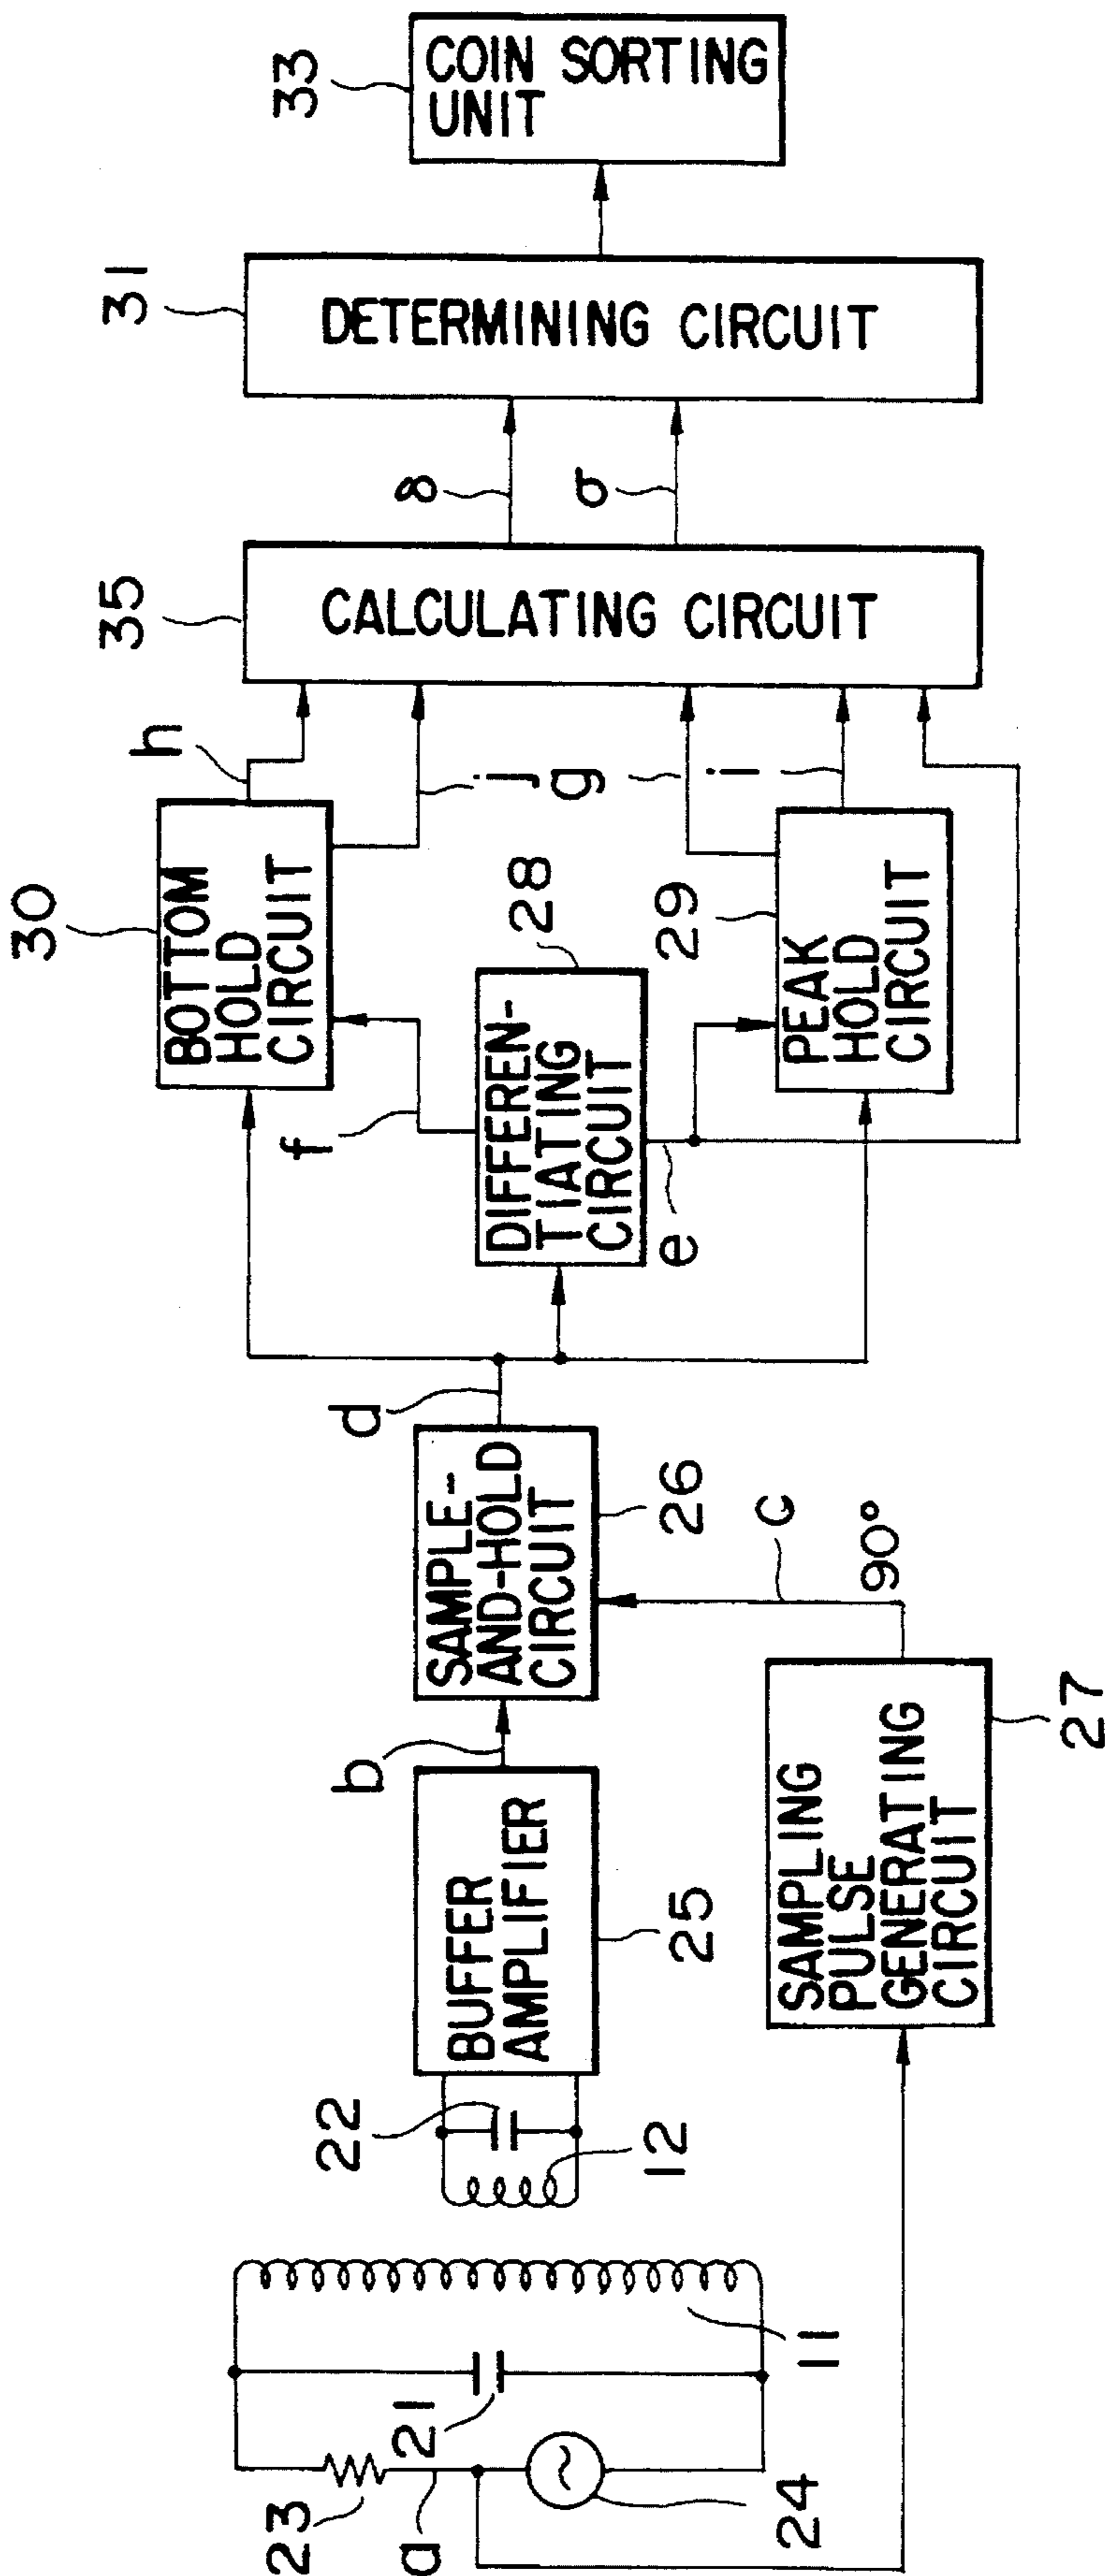 23
a
21
24
11
22
12
BUFFER
AMPLIFIER
25
b
SAMPLING
PULSE
GENERATING
CIRCUIT
27
90°
c
SAMPLE-
AND-HOLD
CIRCUIT
26
d
DIFFEREN-
TIATING
CIRCUIT
28
e
f
BOTTOM
HOLD
CIRCUIT
30
h
j
PEAK
HOLD
CIRCUIT
29
g
i
CALCULATING CIRCUIT
35
δ
σ
DETERMINING CIRCUIT
31
COIN SORTING
UNIT
33